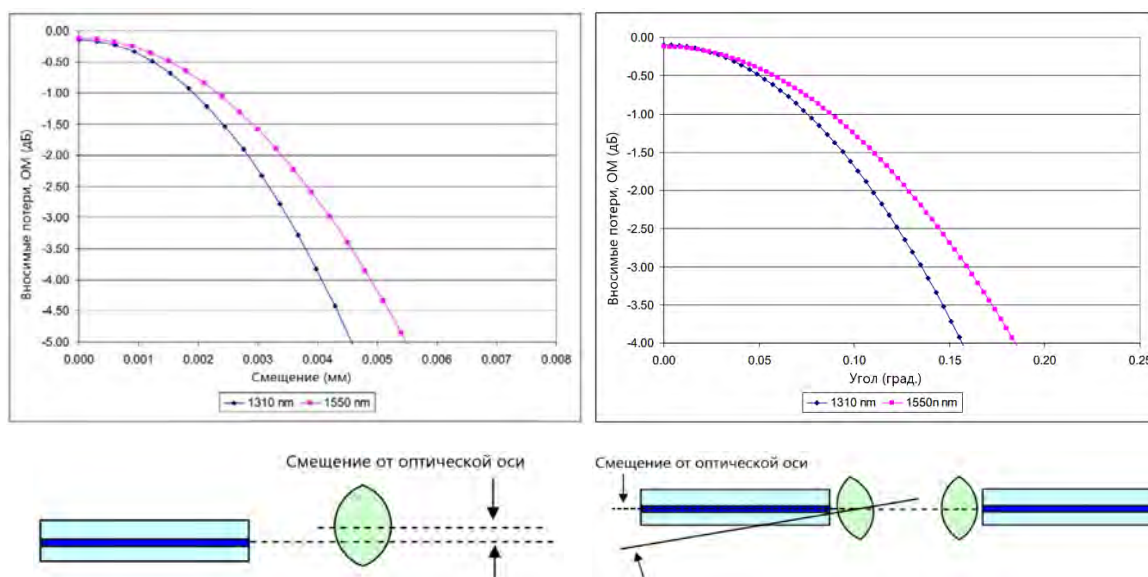 0.00
-0.50
-1.00
-1.50
-2.00
-2.50
-3.00
-3.50
-4.00
-4.50
-5.00
Вносимые потери, ОМ (дБ)
0.000 0.001 0.002 0.003 0.004 0.005 0.006 0.007 0.008
Смещение (мм)
1310 nm 1550 nm
0.00
-0.50
-1.00
-1.50
-2.00
-2.50
-3.00
-3.50
-4.00
Вносимые потери, ОМ (дБ)
0.00 0.05 0.10 0.15 0.20 0.25
Угол (град.)
1310 nm 1550n nm
Смещение от оптической оси
Смещение от оптической оси